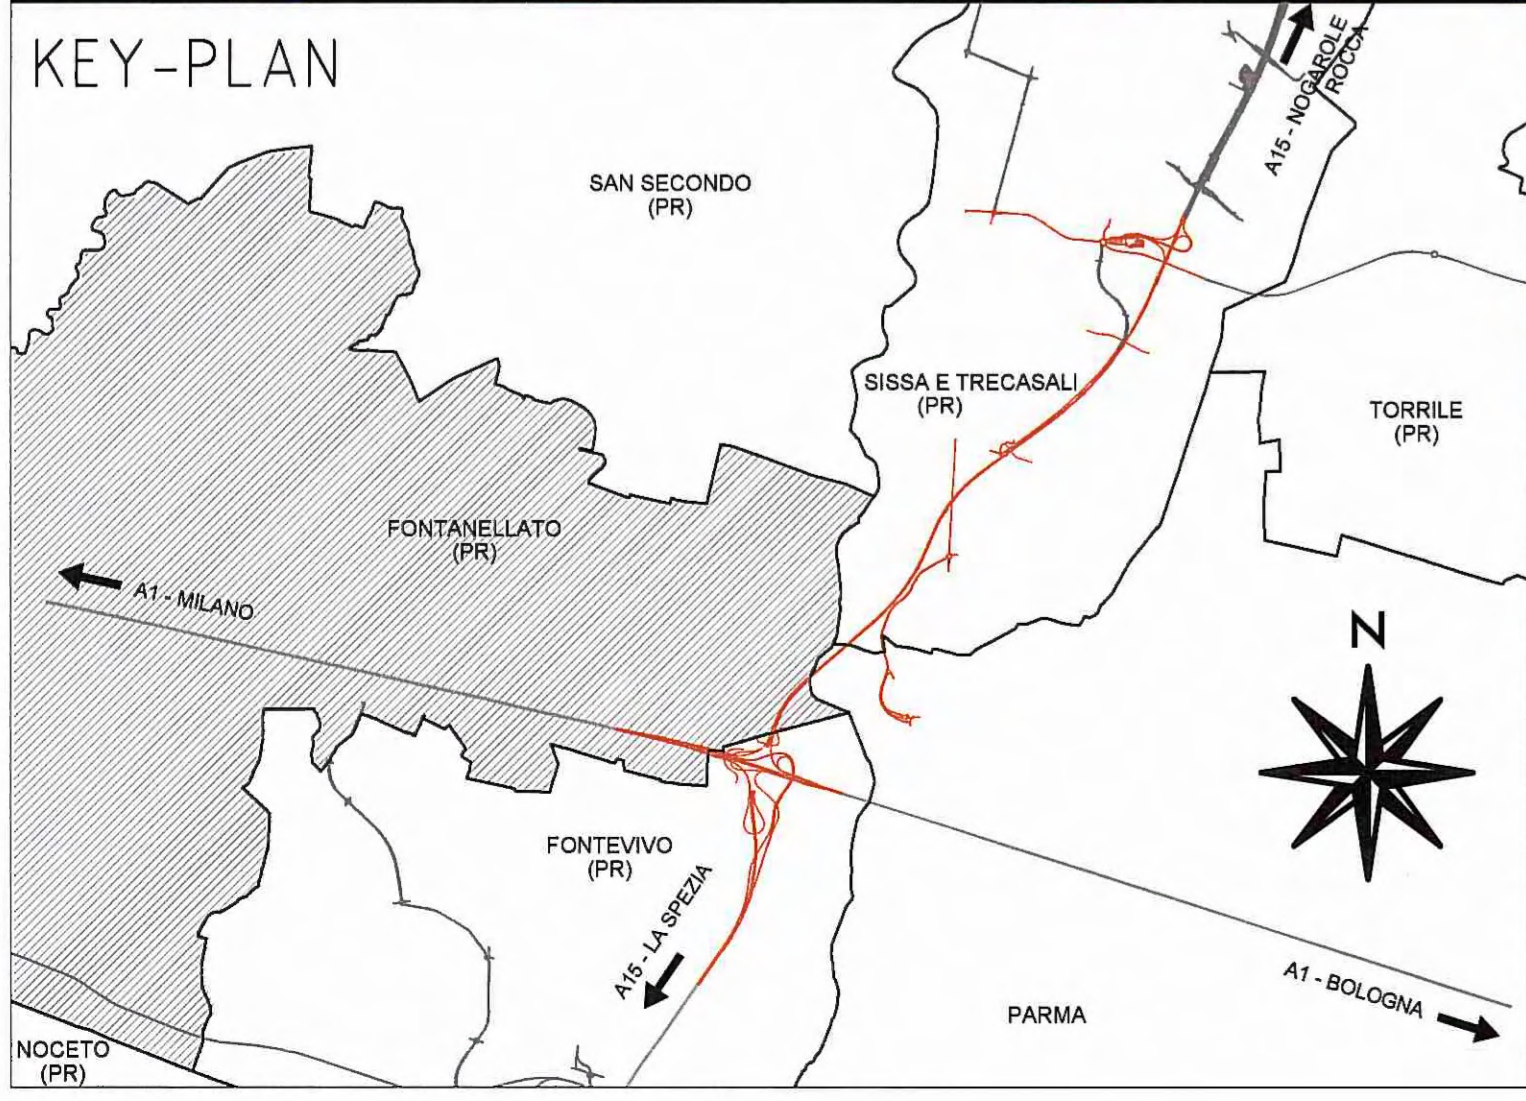 KEY-PLAN
A15 - NOGAROLE
ROCCA
SAN SECONDO
(PR)
SISSA E TRECASALI
(PR)
TORRILE
(PR)
FONTANELLATO
(PR)
A1 - MILANO
N
FONTEVIVO
(PR)
A15 - LA SPEZIA
A1 - BOLOGNA
PARMA
NOCETO
(PR)